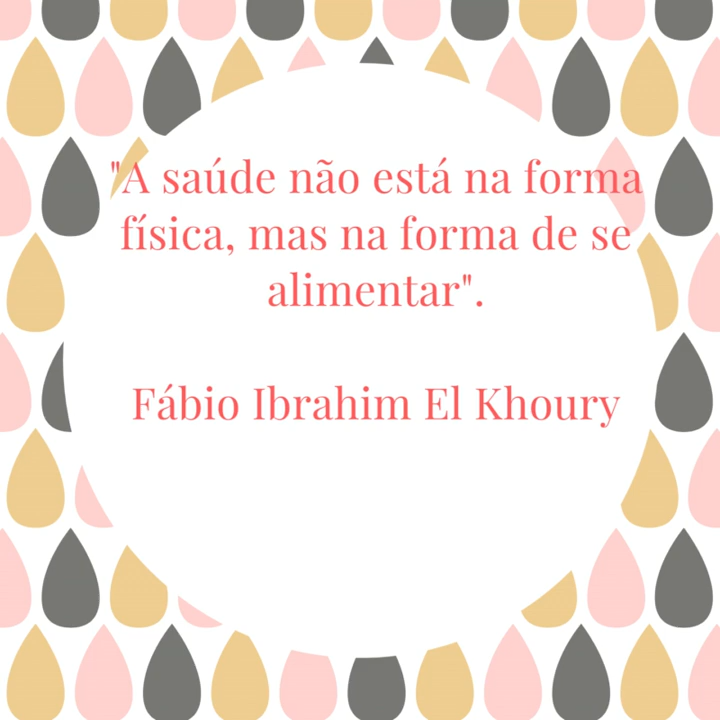 "A saúde não está na forma
física, mas na forma de se
alimentar".
Fábio Ibrahim El Khoury